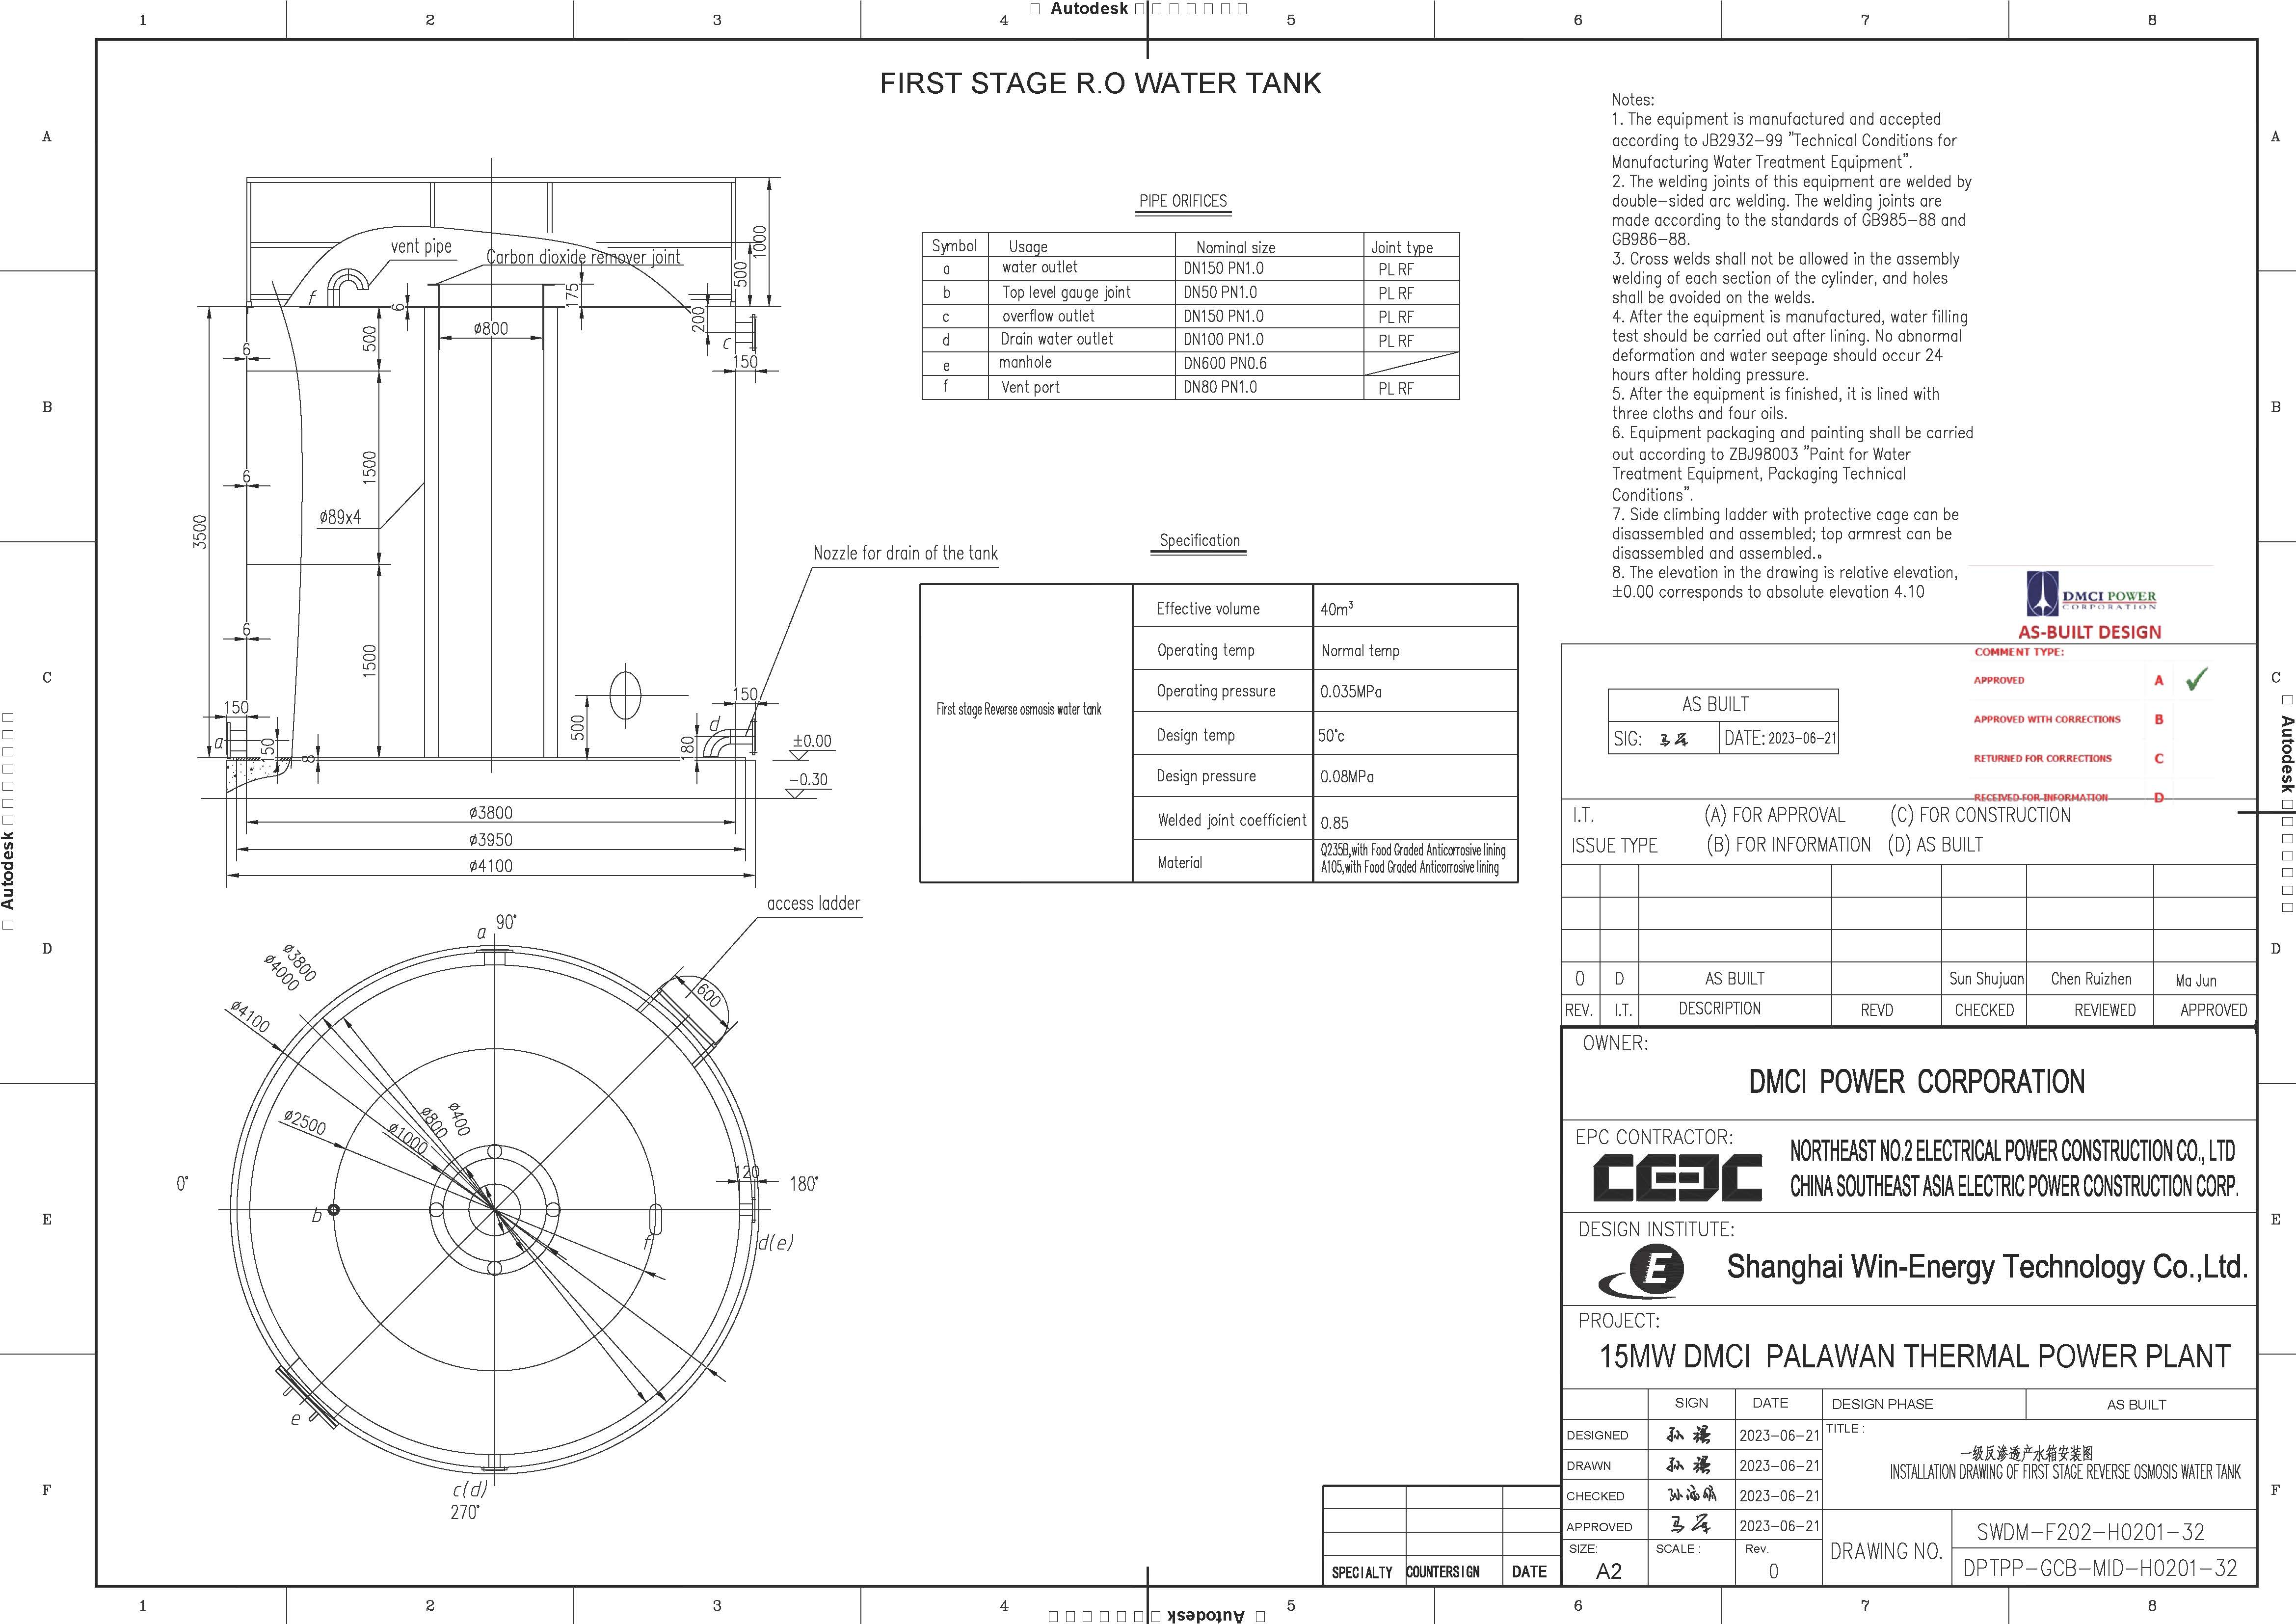 Autodesk
1 2 3 4 5 6 7 8
A
B
C
D
E
F
FIRST STAGE R.O WATER TANK
vent pipe
Carbon dioxide remover joint
f
6
175
500
1000
200
c
150
ø800
500
6
1500
6
ø89x4
3500
Nozzle for drain of the tank
6
1500
150
a
150
8
500
150
d
180
±0.00
-0.30
ø3800
ø3950
ø4100
access ladder
a 90°
600
ø3800
ø4000
ø4100
ø2500
ø1000
ø800
ø400
0°
120
180°
b
f
d(e)
e
c(d)
270°
PIPE ORIFICES
Symbol Usage Nominal size Joint type
a water outlet DN150 PN1.0 PL RF
b Top level gauge joint DN50 PN1.0 PL RF
c overflow outlet DN150 PN1.0 PL RF
d Drain water outlet DN100 PN1.0 PL RF
e manhole DN600 PN0.6
f Vent port DN80 PN1.0 PL RF
Specification
First stage Reverse osmosis water tank
Effective volume 40m³
Operating temp Normal temp
Operating pressure 0.035MPa
Design temp 50°c
Design pressure 0.08MPa
Welded joint coefficient 0.85
Material Q235B,with Food Graded Anticorrosive lining
A105,with Food Graded Anticorrosive lining
Notes:
1. The equipment is manufactured and accepted
according to JB2932-99 "Technical Conditions for
Manufacturing Water Treatment Equipment".
2. The welding joints of this equipment are welded by
double-sided arc welding. The welding joints are
made according to the standards of GB985-88 and
GB986-88.
3. Cross welds shall not be allowed in the assembly
welding of each section of the cylinder, and holes
shall be avoided on the welds.
4. After the equipment is manufactured, water filling
test should be carried out after lining. No abnormal
deformation and water seepage should occur 24
hours after holding pressure.
5. After the equipment is finished, it is lined with
three cloths and four oils.
6. Equipment packaging and painting shall be carried
out according to ZBJ98003 "Paint for Water
Treatment Equipment, Packaging Technical
Conditions".
7. Side climbing ladder with protective cage can be
disassembled and assembled; top armrest can be
disassembled and assembled.。
8. The elevation in the drawing is relative elevation,
±0.00 corresponds to absolute elevation 4.10
DMCI POWER
CORPORATION
AS-BUILT DESIGN
COMMENT TYPE:
APPROVED A ✓
APPROVED WITH CORRECTIONS B
RETURNED FOR CORRECTIONS C
RECEIVED FOR INFORMATION D
AS BUILT
SIG: DATE: 2023-06-21
I.T. (A) FOR APPROVAL (C) FOR CONSTRUCTION
ISSUE TYPE (B) FOR INFORMATION (D) AS BUILT
0 D AS BUILT Sun Shujuan Chen Ruizhen Ma Jun
REV. I.T. DESCRIPTION REVD CHECKED REVIEWED APPROVED
OWNER:
DMCI POWER CORPORATION
EPC CONTRACTOR:
CEEC
NORTHEAST NO.2 ELECTRICAL POWER CONSTRUCTION CO., LTD
CHINA SOUTHEAST ASIA ELECTRIC POWER CONSTRUCTION CORP.
DESIGN INSTITUTE:
E
Shanghai Win-Energy Technology Co.,Ltd.
PROJECT:
15MW DMCI PALAWAN THERMAL POWER PLANT
SIGN DATE DESIGN PHASE AS BUILT
DESIGNED 2023-06-21
DRAWN 2023-06-21
CHECKED 2023-06-21
APPROVED 2023-06-21
TITLE :
一级反渗透产水箱安装图
INSTALLATION DRAWING OF FIRST STAGE REVERSE OSMOSIS WATER TANK
SIZE: SCALE : Rev.
A2 0
DRAWING NO.
SWDM-F202-H0201-32
DPTPP-GCB-MID-H0201-32
SPECIALTY COUNTERSIGN DATE
A
B
C
D
E
F
Autodesk
Autodesk
1 2 3 4 5 6 7 8
Autodesk